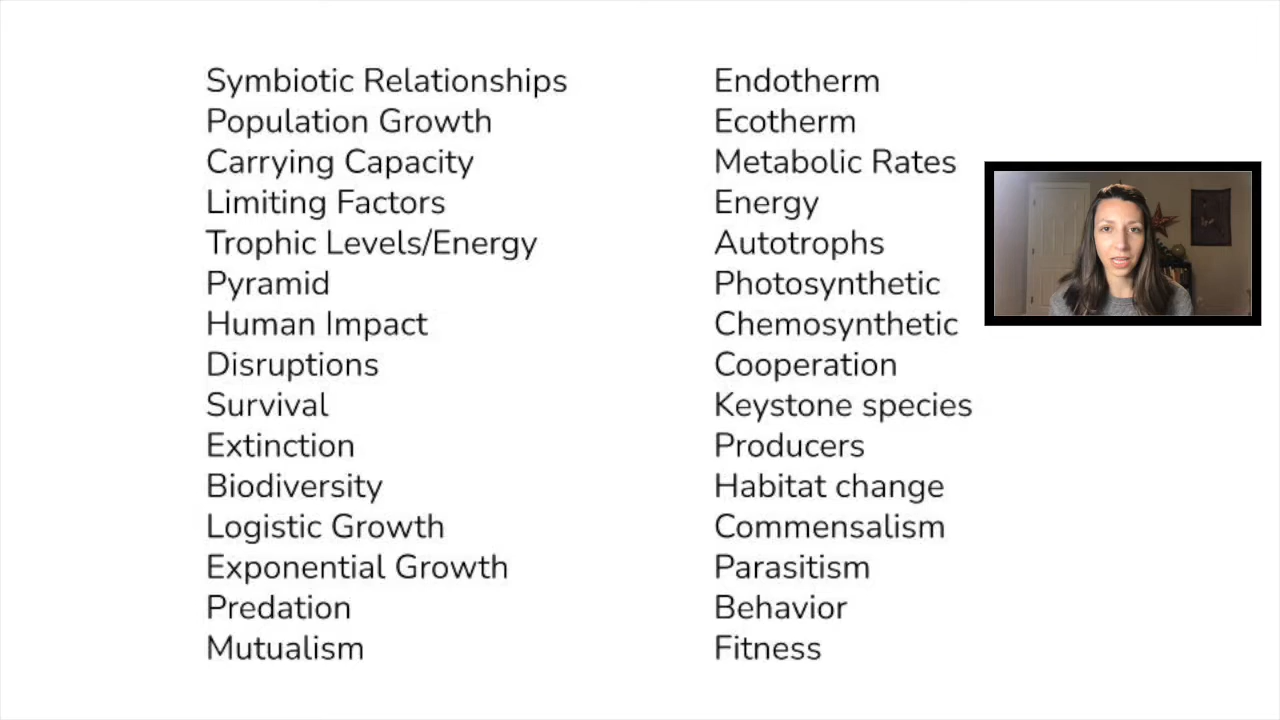 Symbiotic Relationships
Population Growth
Carrying Capacity
Limiting Factors
Trophic Levels/Energy
Pyramid
Human Impact
Disruptions
Survival
Extinction
Biodiversity
Logistic Growth
Exponential Growth
Predation
Mutualism
Endotherm
Ecotherm
Metabolic Rates
Energy
Autotrophs
Photosynthetic
Chemosynthetic
Cooperation
Keystone species
Producers
Habitat change
Commensalism
Parasitism
Behavior
Fitness